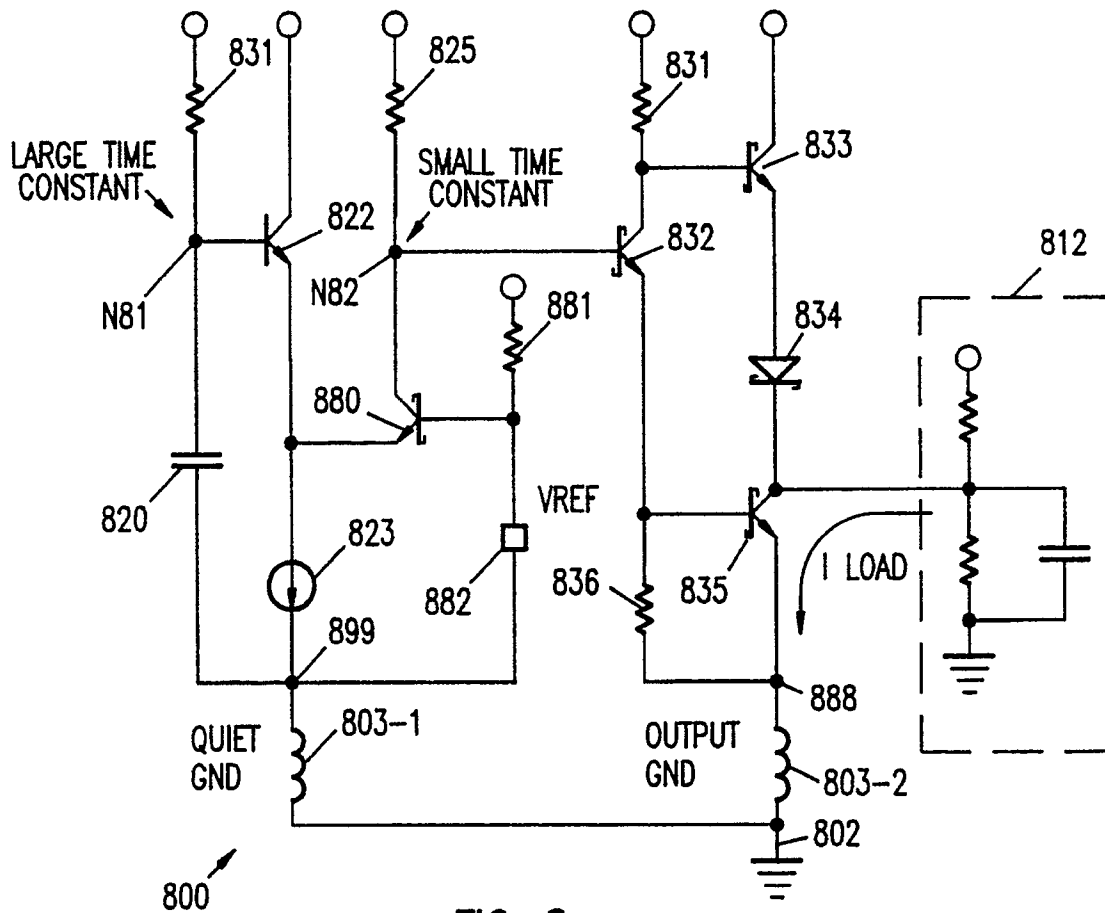 831
825
831
833
LARGE TIME
CONSTANT
SMALL TIME
CONSTANT
822
832
812
N81
N82
881
834
880
820
VREF
823
882
836
835
I LOAD
899
888
QUIET
GND
803-1
OUTPUT
GND
803-2
802
800